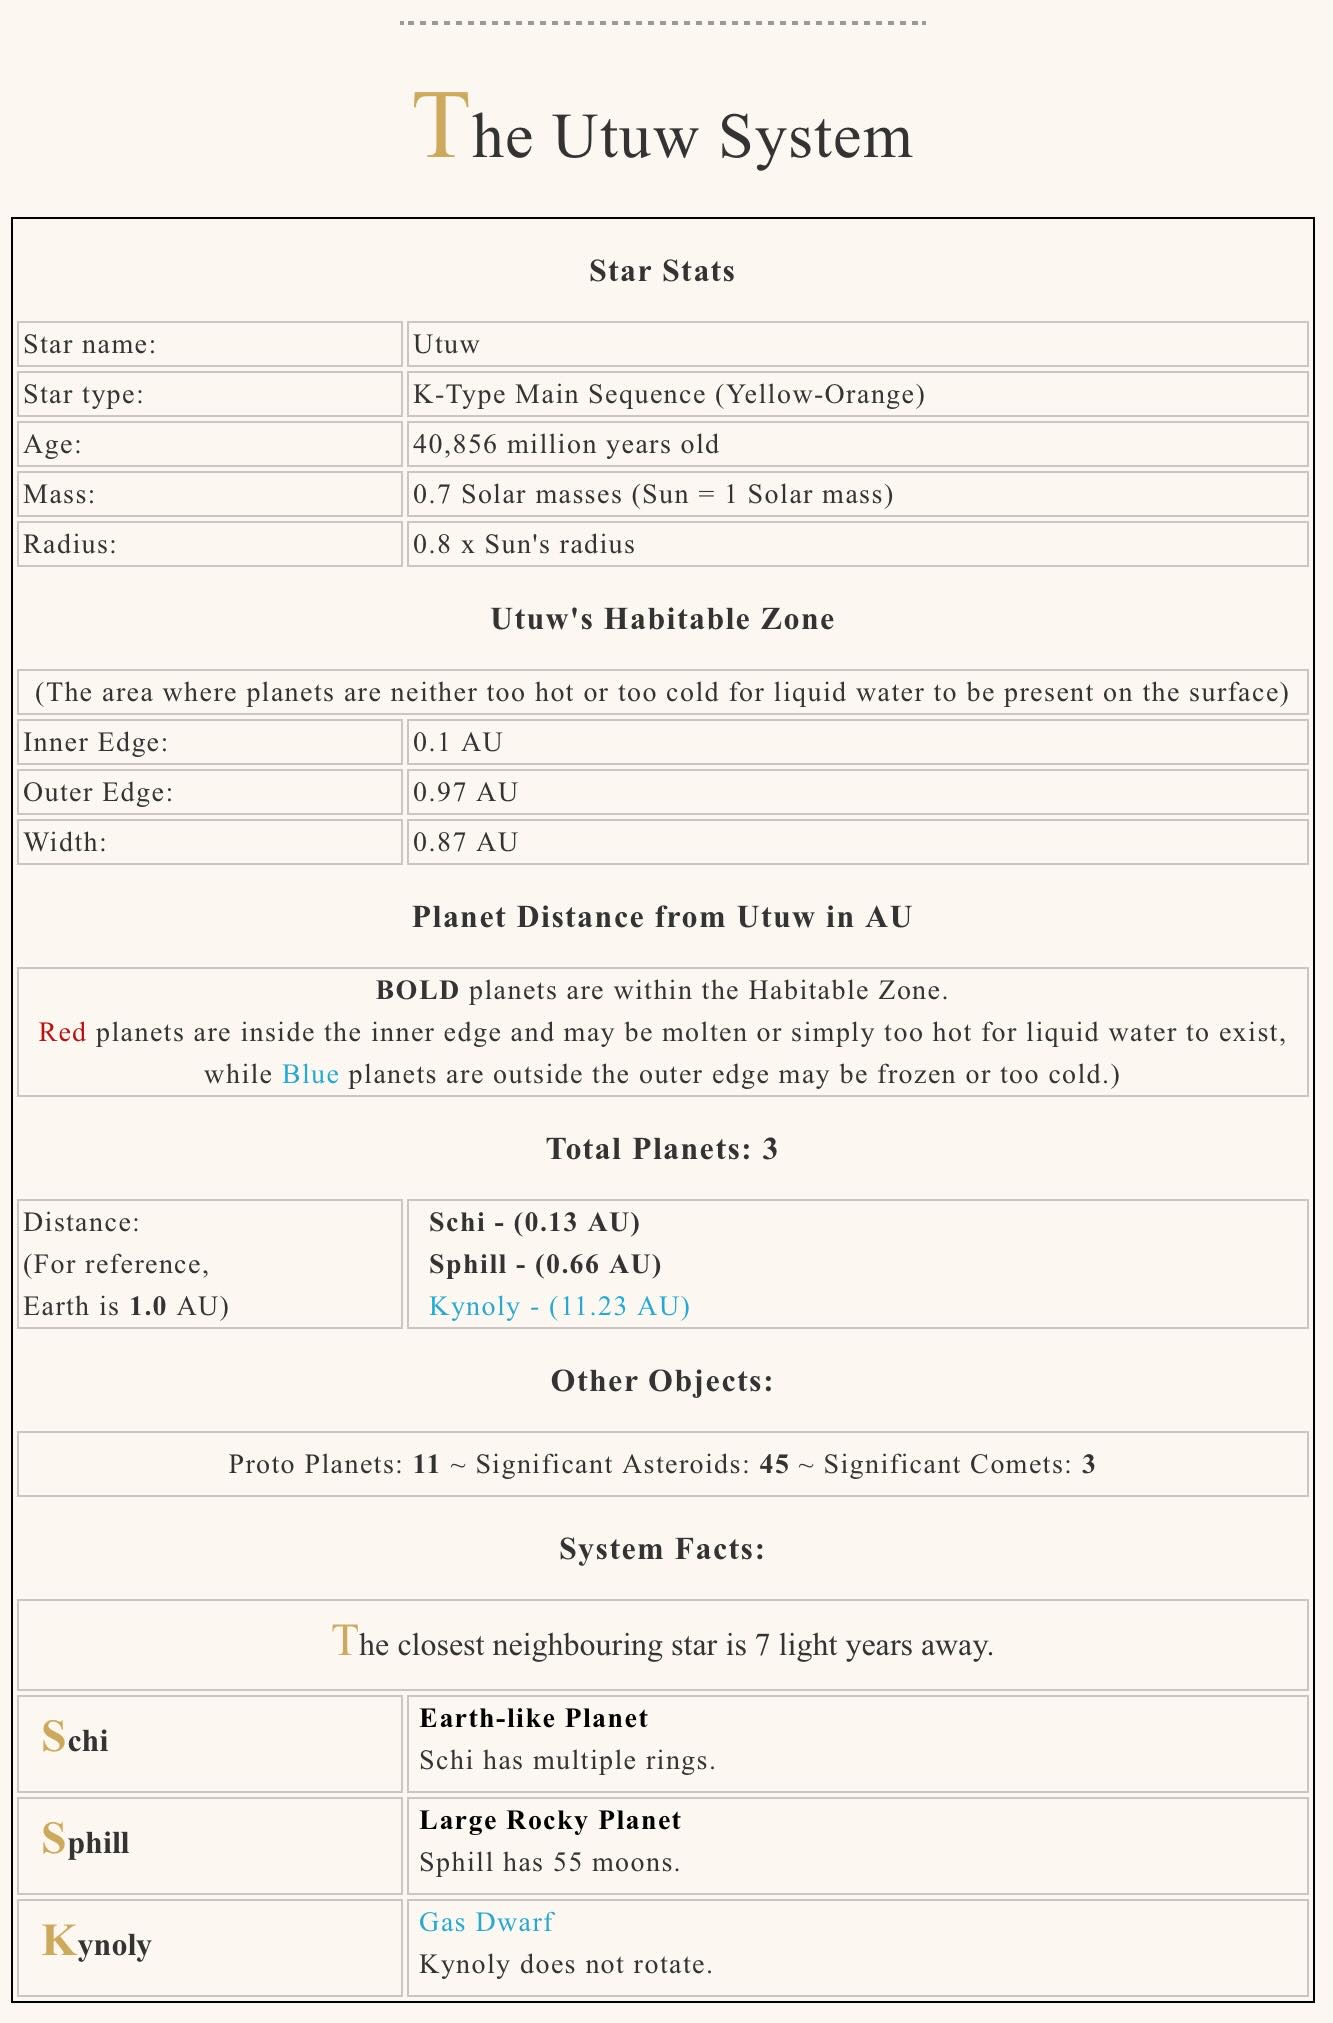 The Utuw System
Star Stats
Star name: Utuw
Star type: K-Type Main Sequence (Yellow-Orange)
Age: 40,856 million years old
Mass: 0.7 Solar masses (Sun = 1 Solar mass)
Radius: 0.8 x Sun's radius
Utuw's Habitable Zone
(The area where planets are neither too hot or too cold for liquid water to be present on the surface)
Inner Edge: 0.1 AU
Outer Edge: 0.97 AU
Width: 0.87 AU
Planet Distance from Utuw in AU
BOLD planets are within the Habitable Zone.
Red planets are inside the inner edge and may be molten or simply too hot for liquid water to exist,
while Blue planets are outside the outer edge may be frozen or too cold.)
Total Planets: 3
Distance:
(For reference,
Earth is 1.0 AU)
Schi - (0.13 AU)
Sphill - (0.66 AU)
Kynoly - (11.23 AU)
Other Objects:
Proto Planets: 11 ~ Significant Asteroids: 45 ~ Significant Comets: 3
System Facts:
The closest neighbouring star is 7 light years away.
Schi
Earth-like Planet
Schi has multiple rings.
Sphill
Large Rocky Planet
Sphill has 55 moons.
Kynoly
Gas Dwarf
Kynoly does not rotate.